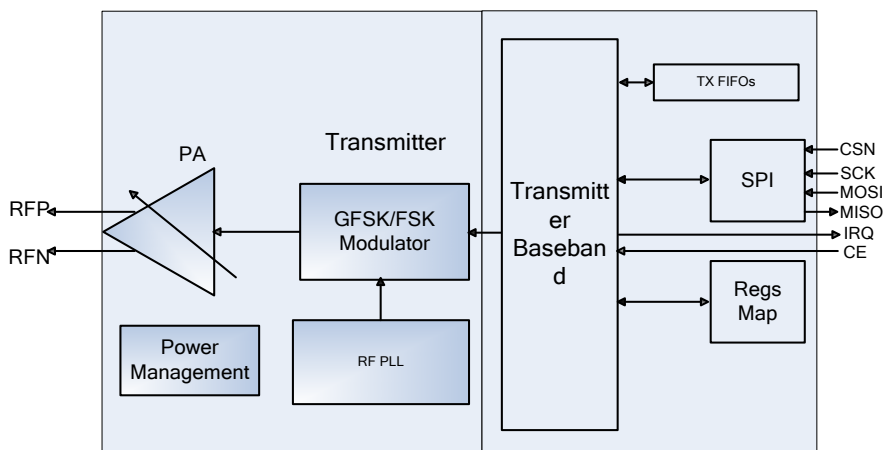 TX FIFOs
PA
Transmitter
CSN
SCK
SPI
MOSI
MISO
RFP
GFSK/FSK
Modulator
Transmitt
er
Baseban
d
IRQ
CE
RFN
Regs
Map
Power
Management
RF PLL